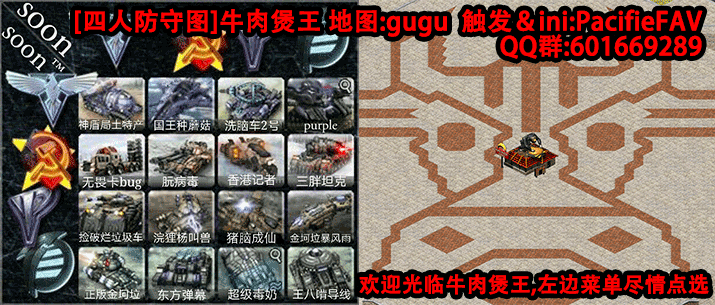 soon
soon™
[四人防守图]牛肉煲王 地图:gugu 触发&ini:PacifieFAV
QQ群:601669289
神盾局土特产 国王种蘑菇 洗脑车2号 purple
无畏卡bug 朊病毒 香港记者 三胖坦克
捡破烂垃圾车 浣狸杨叫兽 猪脑成仙 金坷垃暴风雨
正版金坷垃 东方弹幕 超级毒奶 王八啃导线
欢迎光临牛肉煲王,左边菜单尽情点选